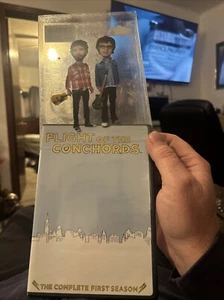 FLIGHT OF THE
CONCHORDS
THE COMPLETE FIRST SEASON